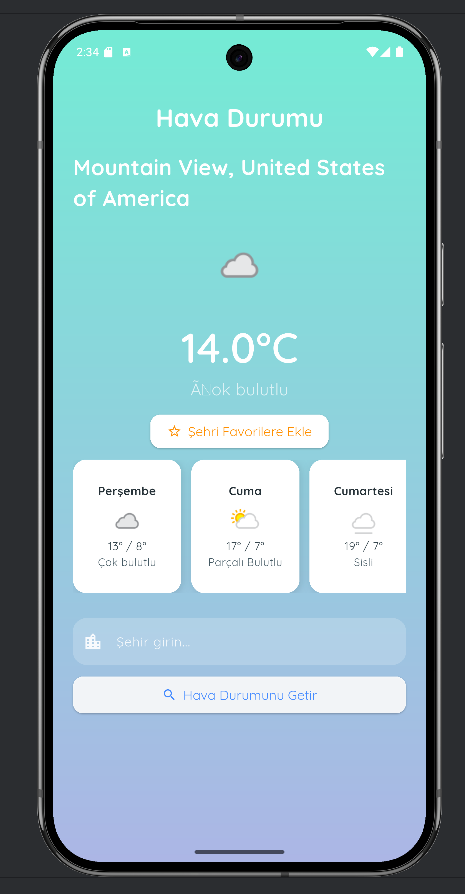 2:34
Hava Durumu
Mountain View, United States
of America
14.0°C
Ã\ok bulutlu
Şehri Favorilere Ekle
Perşembe
Cuma
Cumartesi
13° / 8°
17° / 7°
19° / 7°
Çok bulutlu
Parçalı Bulutlu
Sisli
Şehir girin...
Hava Durumunu Getir